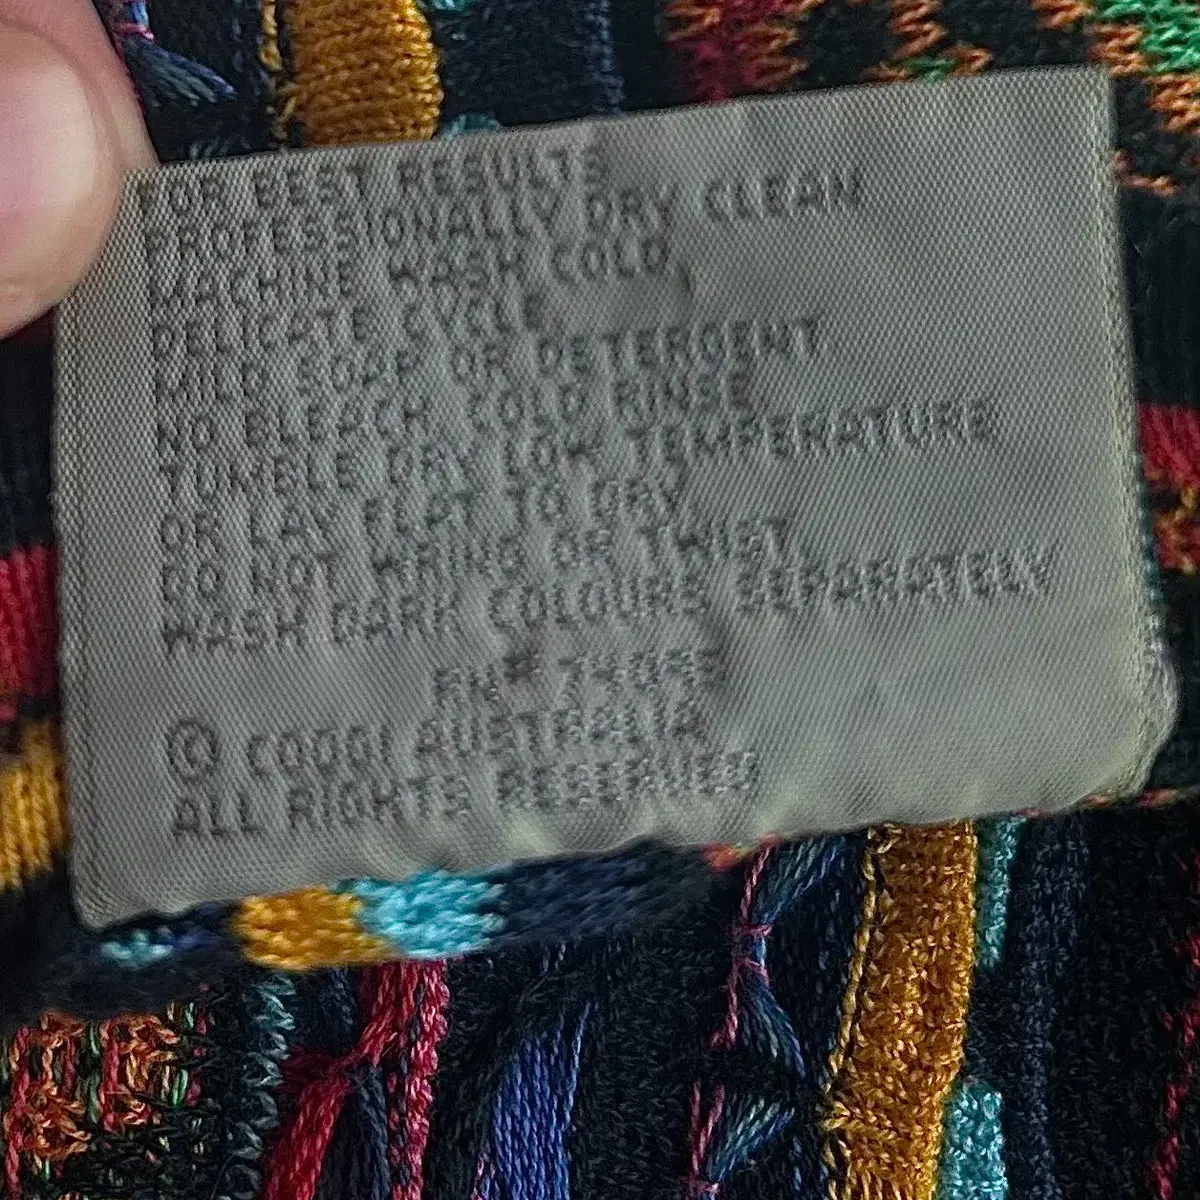 FOR BEST RESULTS
PROFESSIONALLY DRY CLEAN
MACHINE WASH COLD,
DELICATE CYCLE,
MILD SOAP OR DETERGENT,
NO BLEACH, COLD RINSE
TUMBLE DRY LOW TEMPERATURE
OR LAY FLAT TO DRY,
DO NOT WRING OR TWIST,
WASH DARK COLOURS SEPARATELY
RN#
© COOGI AUSTRALIA
ALL RIGHTS RESERVED